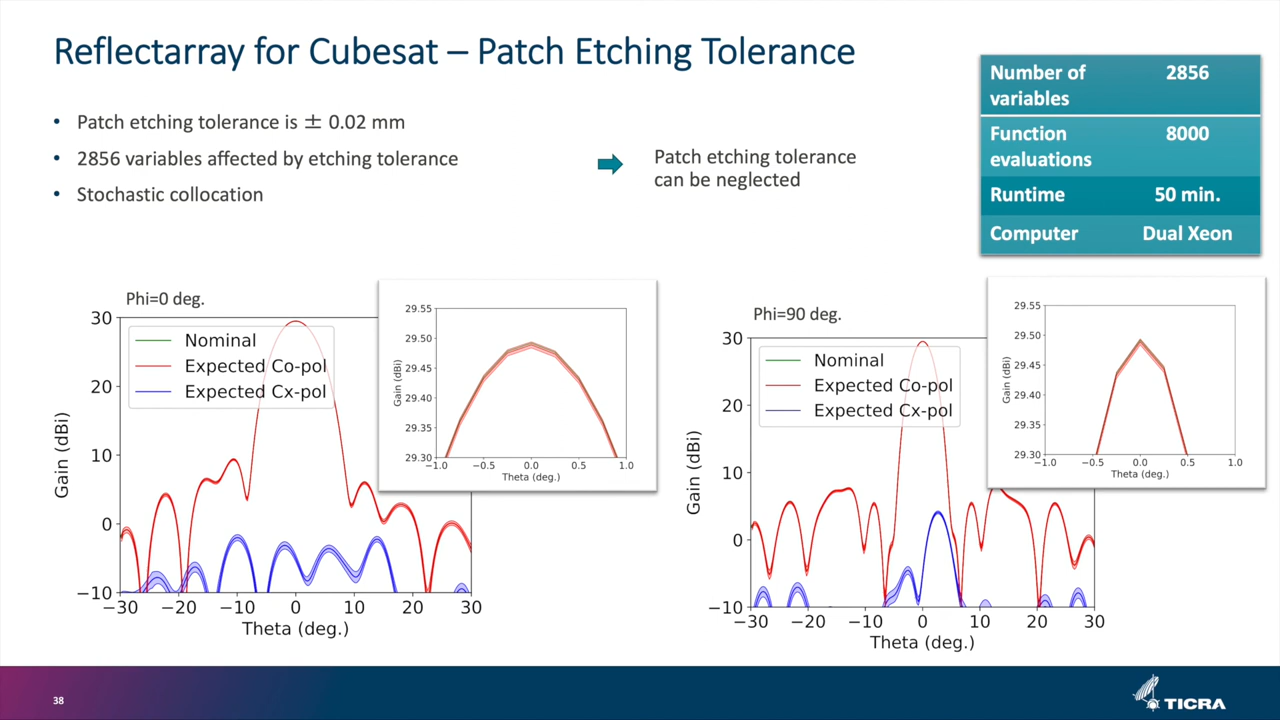 Reflectarray for Cubesat – Patch Etching Tolerance
• Patch etching tolerance is ± 0.02 mm
• 2856 variables affected by etching tolerance
• Stochastic collocation
Patch etching tolerance
can be neglected
Number of variables 2856
Function evaluations 8000
Runtime 50 min.
Computer Dual Xeon
Phi=0 deg.
30
20
10
0
−10
Gain (dBi)
Nominal
Expected Co-pol
Expected Cx-pol
−30 −20 −10 0 10 20 30
Theta (deg.)
29.55
29.50
29.45
29.40
29.35
29.30
Gain (dBi)
−1.0 −0.5 0.0 0.5 1.0
Theta (deg.)
Phi=90 deg.
30
20
10
0
−10
Gain (dBi)
Nominal
Expected Co-pol
Expected Cx-pol
−30 −20 −10 0 10 20 30
Theta (deg.)
29.55
29.50
29.45
29.40
29.35
29.30
Gain (dBi)
−1.0 −0.5 0.0 0.5 1.0
Theta (deg.)
38
TICRA